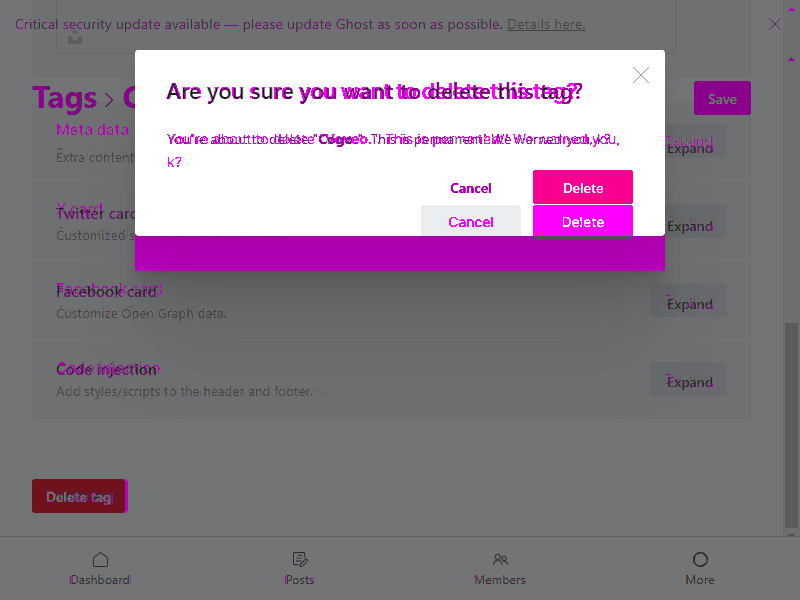 Critical security update available — please update Ghost as soon as possible. Details here.
Tags
Save
Are you sure you want to delete this tag?
You're about to delete " ". This is permanent! We warned you, k?
Cancel Delete
Cancel Delete
Meta data
Extra content
Expand
Twitter card
Customized
Expand
Facebook card
Customize Open Graph data.
Expand
Code injection
Add styles/scripts to the header and footer.
Expand
Delete tag
Dashboard Posts Members More